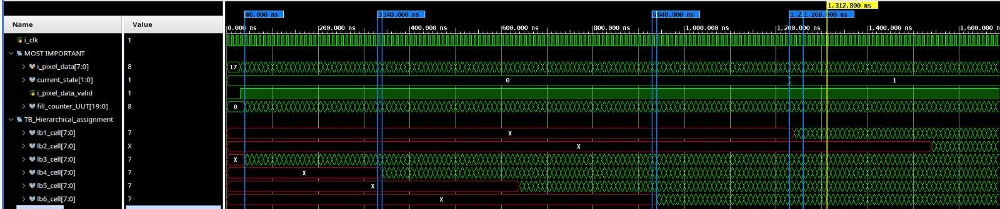 1,312.800 ns
40.000 ns 340.000 ns 940.000 ns 1,260.000 ns
Name Value
0.000 ns 200.000 ns 400.000 ns 600.000 ns 800.000 ns 1,000.000 ns 1,200.000 ns 1,400.000 ns 1,600.000 n
i_clk 1
MOST IMPORTANT
i_pixel_data[7:0] 8 17
current_state[1:0] 1 0 1
i_pixel_data_valid 1
fill_counter_UUT[19:0] 8 0
TB_Hierarchical_assignment
lb1_cell[7:0] 7 X
lb2_cell[7:0] X X
lb3_cell[7:0] 7 X
lb4_cell[7:0] 7 X
lb5_cell[7:0] 7 X
lb6_cell[7:0] 7 X